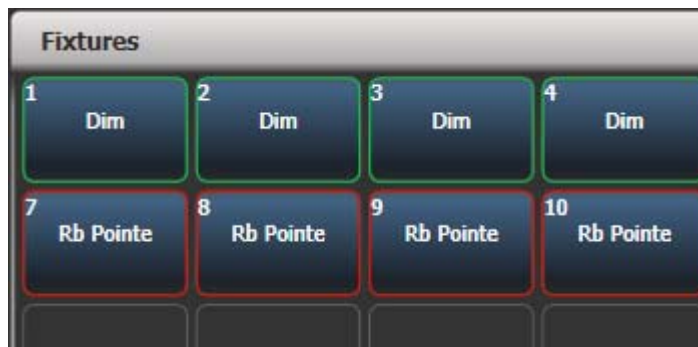 Fixtures
1 2 3 4
Dim Dim Dim Dim
7 8 9 10
Rb Pointe Rb Pointe Rb Pointe Rb Pointe